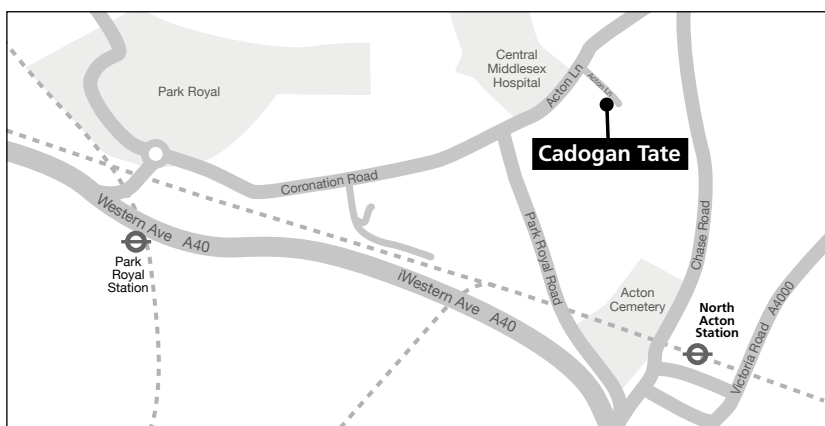 Central
Middlesex
Hospital
Acton Ln
Acton Ln
Park Royal
Cadogan Tate
Coronation Road
Western Ave A40
Park Royal Road
Chase Road
Park
Royal
Station
iWestern Ave A40
Acton
Cemetery
North
Acton
Station
Victoria Road A4000